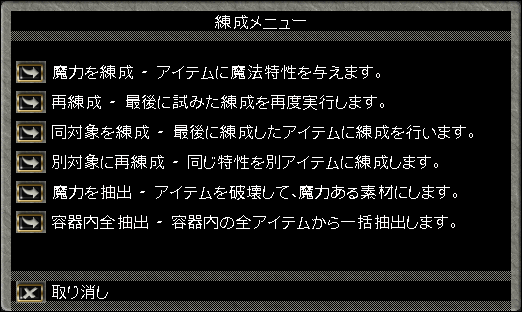 練成メニュー
魔力を練成 - アイテムに魔法特性を与えます。
再練成 - 最後に試みた練成を再度実行します。
同対象を練成 - 最後に練成したアイテムに練成を行います。
別対象に再練成 - 同じ特性を別アイテムに練成します。
魔力を抽出 - アイテムを破壊して、魔力ある素材にします。
容器内全抽出 - 容器内の全アイテムから一括抽出します。
取り消し